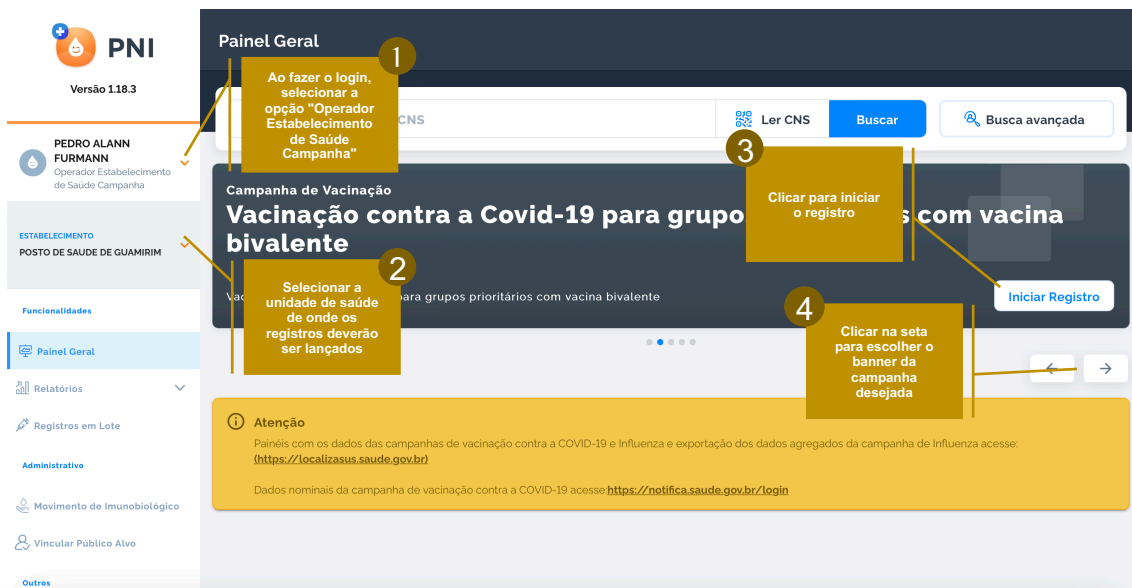 PNI
Versão 1.18.3
PEDRO ALANN
FURMANN
Operador Estabelecimento
de Saúde Campanha
ESTABELECIMENTO
POSTO DE SAUDE DE GUAMIRIM
Funcionalidades
Painel Geral
Relatórios
Registros em Lote
Administrativo
Movimento de Imunobiológico
Vincular Público Alvo
Outros
Painel Geral
1
Ao fazer o login,
selecionar a
opção "Operador
Estabelecimento
de Saúde
Campanha"
CNS
Ler CNS
Buscar
Busca avançada
3
Clicar para iniciar
o registro
Campanha de Vacinação
Vacinação contra a Covid-19 para grupo s com vacina
bivalente
2
Selecionar a
unidade de saúde
de onde os
registros deverão
ser lançados
para grupos prioritários com vacina bivalente
Iniciar Registro
4
Clicar na seta
para escolher o
banner da
campanha
desejada
Atenção
Painéis com os dados das campanhas de vacinação contra a COVID-19 e Influenza e exportação dos dados agregados da campanha de Influenza acesse:
(https://localizasus.saude.gov.br)
Dados nominais da campanha de vacinação contra a COVID-19 acesse:https://notifica.saude.gov.br/login